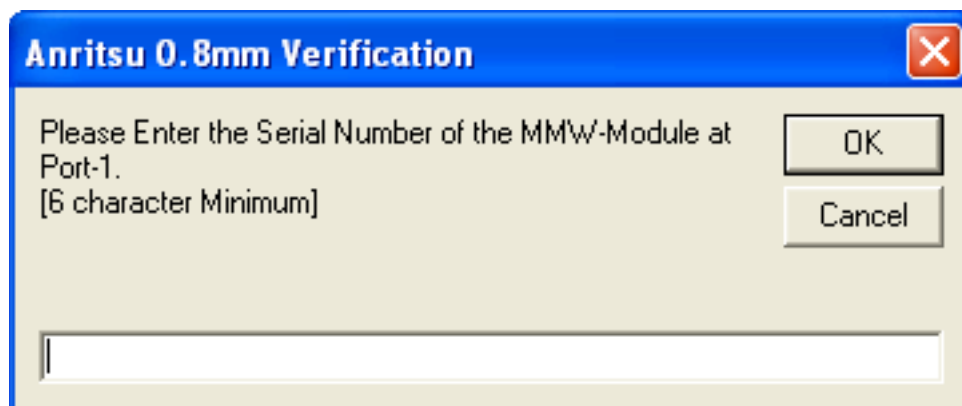 Anritsu 0.8mm Verification
Please Enter the Serial Number of the MMW-Module at
Port-1.
[6 character Minimum]
OK
Cancel